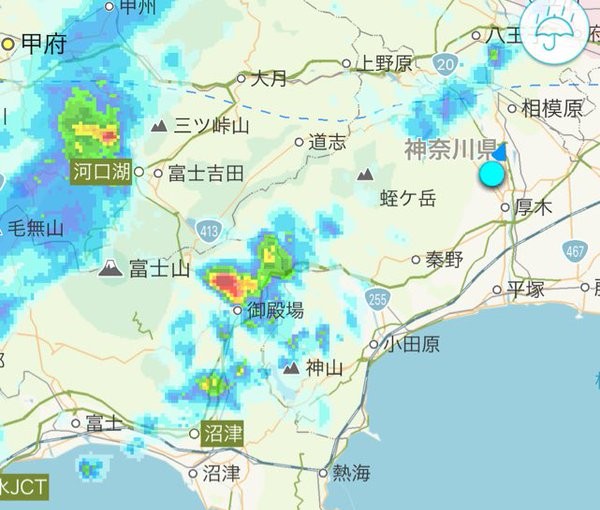 甲州
八王
府
甲府
上野原
20
大月
相模原
三ツ峠山
道志
神奈川県
河口湖
富士吉田
蛭ケ岳
厚木
毛無山
413
467
秦野
富士山
255
平塚
御殿場
小田原
神山
富士
沼津
沼津
熱海
JCT